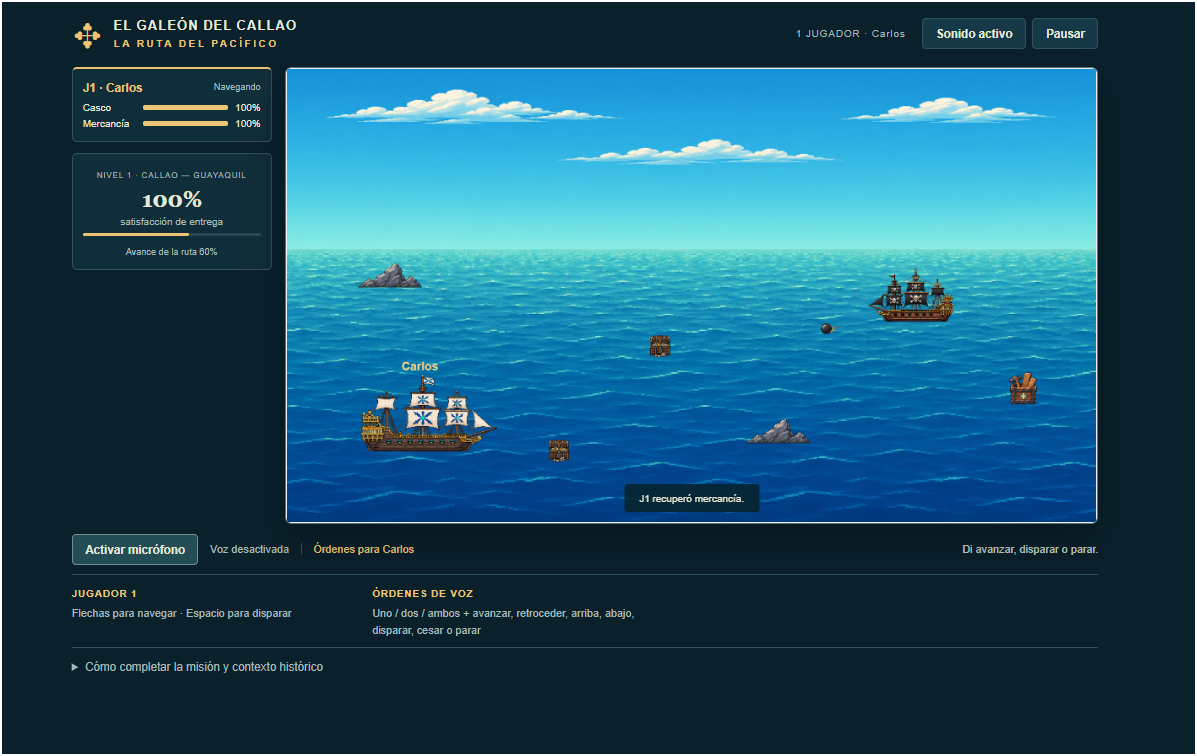 EL GALEÓN DEL CALLAO
LA RUTA DEL PACÍFICO
1 JUGADOR · Carlos
Sonido activo
Pausar
J1 · Carlos
Navegando
Casco
100%
Mercancía
100%
NIVEL 1 · CALLAO — GUAYAQUIL
100%
satisfacción de entrega
Avance de la ruta 60%
Carlos
J1 recuperó mercancía.
Activar micrófono
Voz desactivada
Órdenes para Carlos
Di avanzar, disparar o parar.
JUGADOR 1
Flechas para navegar · Espacio para disparar
ÓRDENES DE VOZ
Uno / dos / ambos + avanzar, retroceder, arriba, abajo,
disparar, cesar o parar
Cómo completar la misión y contexto histórico